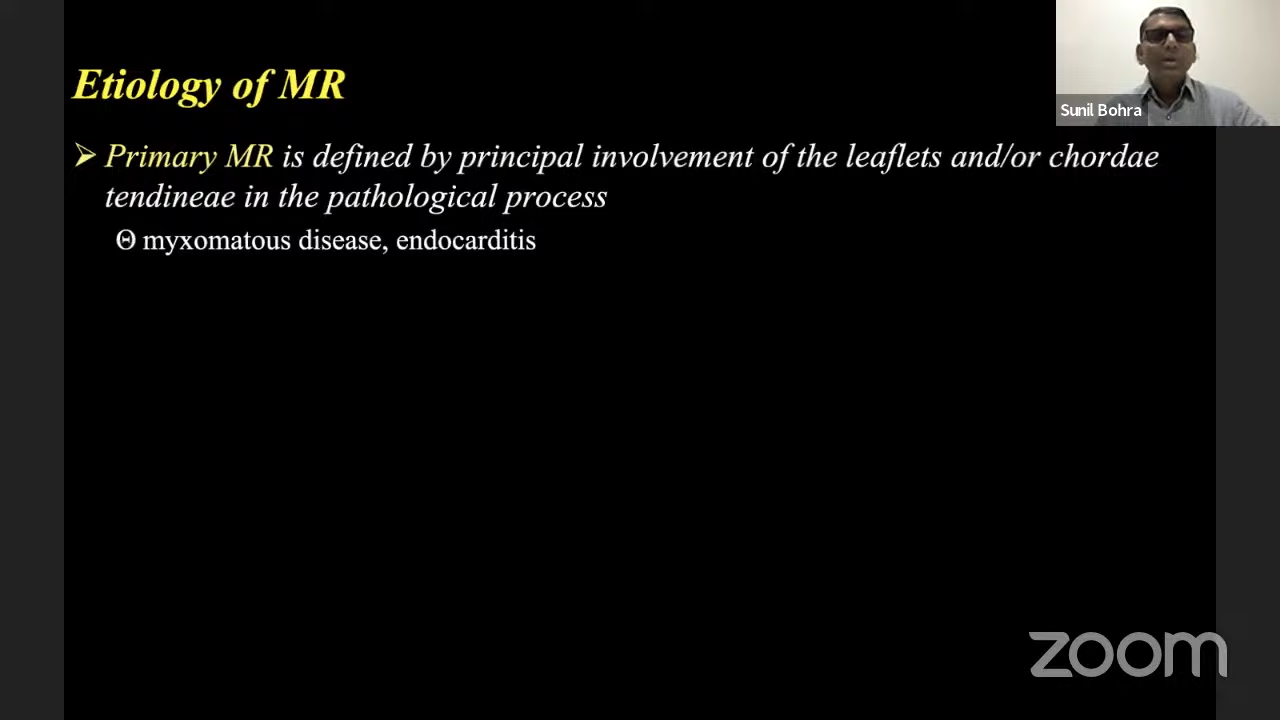 Etiology of MR
Sunil Bohra
➢ Primary MR is defined by principal involvement of the leaflets and/or chordae
tendineae in the pathological process
Θ myxomatous disease, endocarditis
zoom